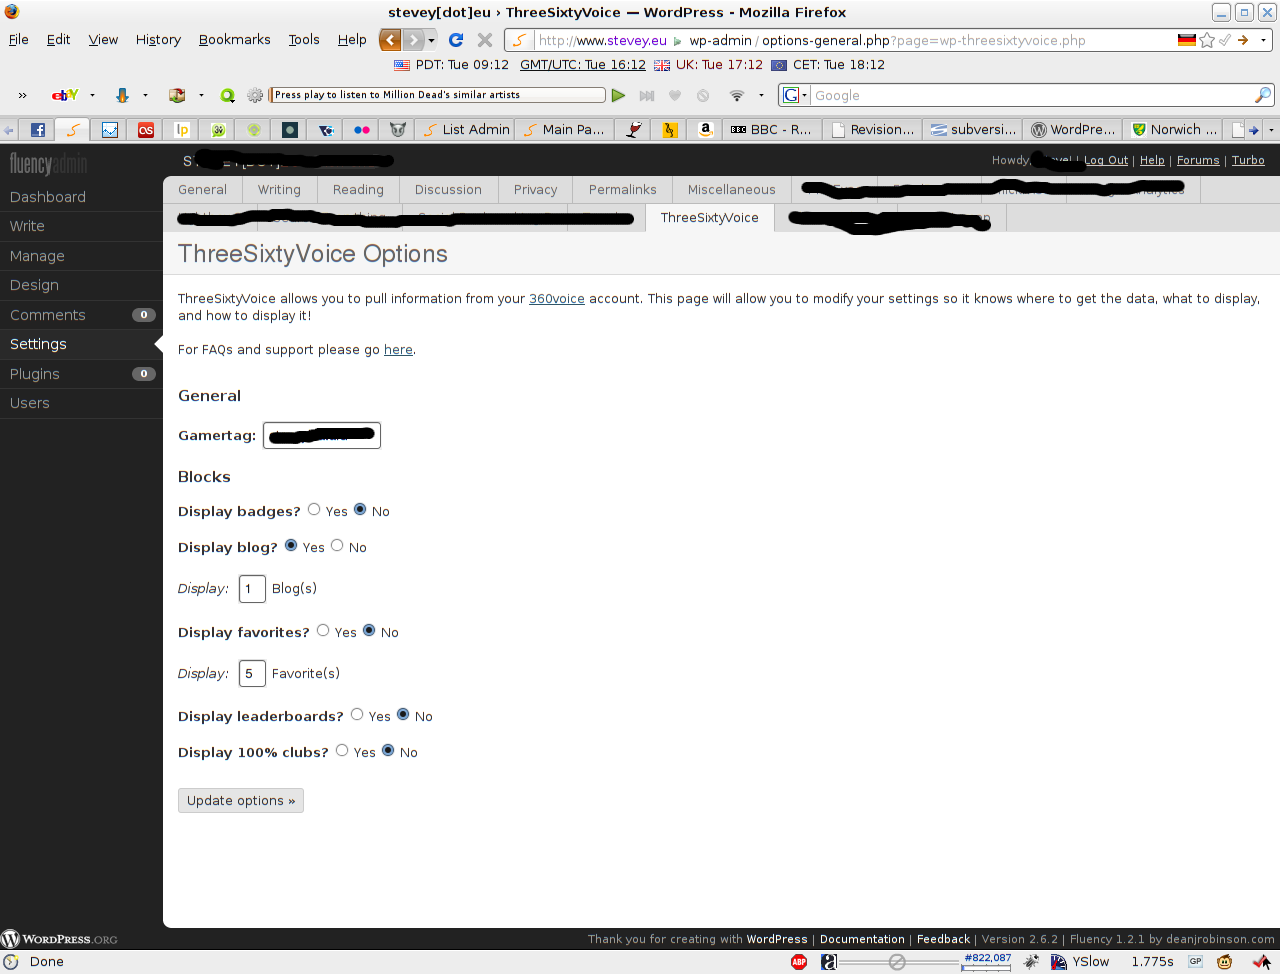 stevey[dot]eu › ThreeSixtyVoice — WordPress - Mozilla Firefox
File Edit View History Bookmarks Tools Help http://www.stevey.eu wp-admin / options-general.php?page=wp-threesixtyvoice.php
PDT: Tue 09:12 GMT/UTC: Tue 16:12 UK: Tue 17:12 CET: Tue 18:12
» Press play to listen to Million Dead's similar artists Google
List Admin Main Pa... BBC - R... Revision... subversi... WordPre... Norwich ...
fluencyadmin Howdy, | Log Out | Help | Forums | Turbo
General Writing Reading Discussion Privacy Permalinks Miscellaneous
ThreeSixtyVoice
Dashboard
Write
Manage
Design
Comments 0
Settings
Plugins 0
Users
ThreeSixtyVoice Options
ThreeSixtyVoice allows you to pull information from your 360voice account. This page will allow you to modify your settings so it knows where to get the data, what to display,
and how to display it!
For FAQs and support please go here.
General
Gamertag:
Blocks
Display badges? Yes No
Display blog? Yes No
Display: 1 Blog(s)
Display favorites? Yes No
Display: 5 Favorite(s)
Display leaderboards? Yes No
Display 100% clubs? Yes No
Update options »
WORDPRESS.ORG Thank you for creating with WordPress | Documentation | Feedback | Version 2.6.2 | Fluency 1.2.1 by deanjrobinson.com
Done ABP a #822,087 YSlow 1.775s GP